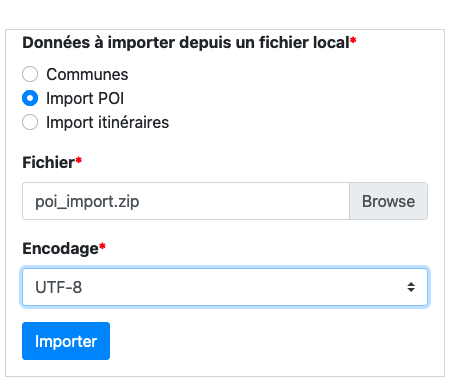 Données à importer depuis un fichier local*
Communes
Import POI
Import itinéraires
Fichier*
poi_import.zip Browse
Encodage*
UTF-8
Importer